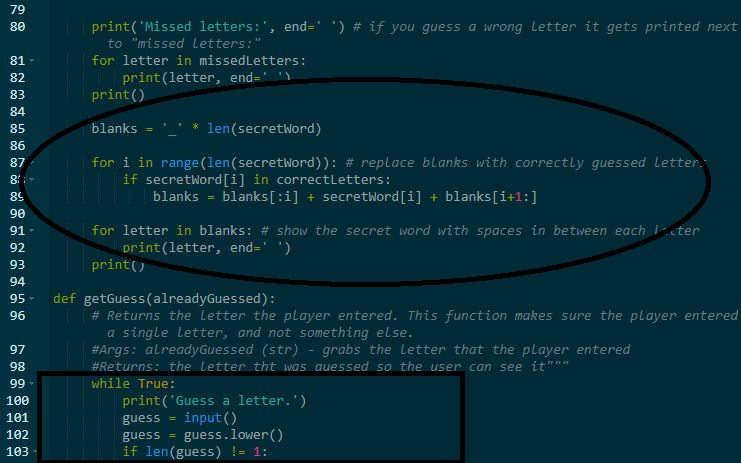 79
80 print('Missed letters:', end=' ') # if you guess a wrong letter it gets printed next
to "missed letters:"
81 for letter in missedLetters:
82 print(letter, end=' ')
83 print()
84
85 blanks = '_' * len(secretWord)
86
87 for i in range(len(secretWord)): # replace blanks with correctly guessed letters
88 if secretWord[i] in correctLetters:
89 blanks = blanks[:i] + secretWord[i] + blanks[i+1:]
90
91 for letter in blanks: # show the secret word with spaces in between each letter
92 print(letter, end=' ')
93 print()
94
95 def getGuess(alreadyGuessed):
96 # Returns the letter the player entered. This function makes sure the player entered
a single letter, and not something else.
97 #Args: alreadyGuessed (str) - grabs the letter that the player entered
98 #Returns: the letter tht was guessed so the user can see it"""
99 while True:
100 print('Guess a letter.')
101 guess = input()
102 guess = guess.lower()
103 if len(guess) != 1: